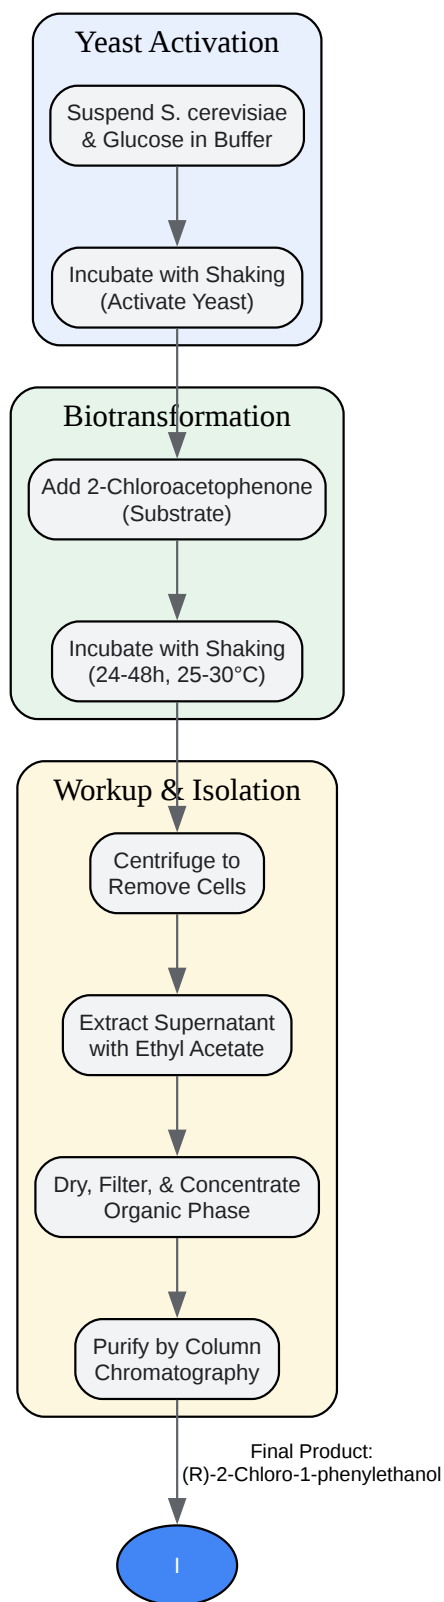 Yeast Activation
Suspend S. cerevisiae
& Glucose in Buffer
Incubate with Shaking
(Activate Yeast)
Biotransformation
Add 2-Chloroacetophenone
(Substrate)
Incubate with Shaking
(24-48h, 25-30°C)
Workup & Isolation
Centrifuge to
Remove Cells
Extract Supernatant
with Ethyl Acetate
Dry, Filter, & Concentrate
Organic Phase
Purify by Column
Chromatography
Final Product:
(R)-2-Chloro-1-phenylethanol
I